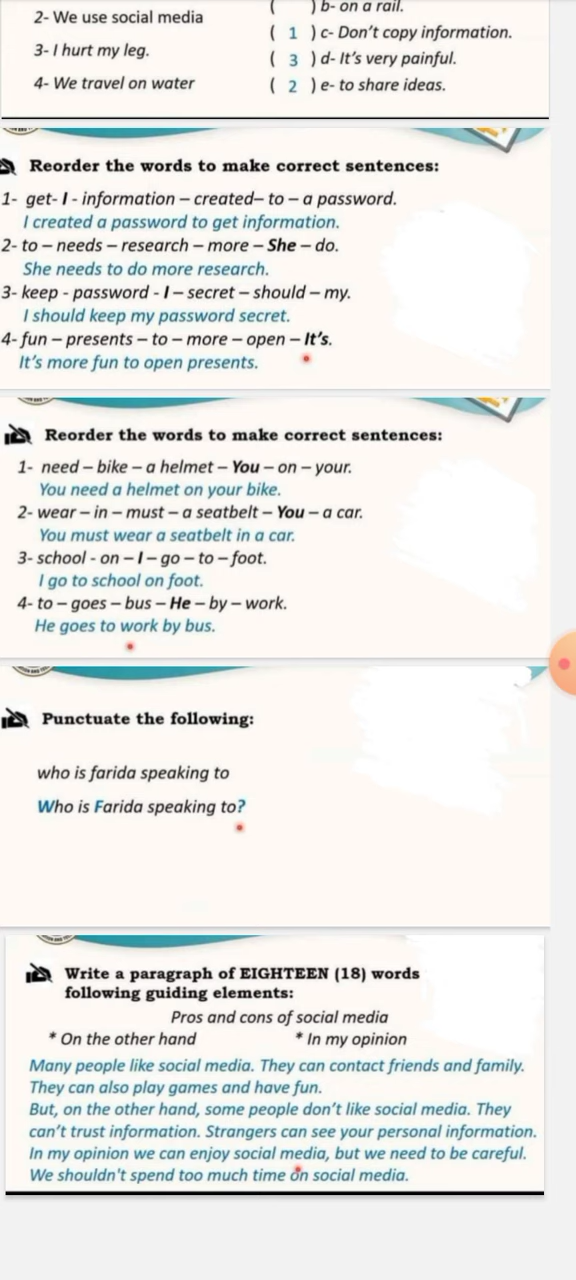 ( ) b- on a rail.
2- We use social media
( 1 ) c- Don't copy information.
3- I hurt my leg.
( 3 ) d- It's very painful.
4- We travel on water
( 2 ) e- to share ideas.
Reorder the words to make correct sentences:
1- get- I - information – created– to – a password.
I created a password to get information.
2- to – needs – research – more – She – do.
She needs to do more research.
3- keep - password - I – secret – should – my.
I should keep my password secret.
4- fun – presents – to – more – open – It's.
It's more fun to open presents.
Reorder the words to make correct sentences:
1- need – bike – a helmet – You – on – your.
You need a helmet on your bike.
2- wear – in – must – a seatbelt – You – a car.
You must wear a seatbelt in a car.
3- school - on – I – go – to – foot.
I go to school on foot.
4- to – goes – bus – He – by – work.
He goes to work by bus.
Punctuate the following:
who is farida speaking to
Who is Farida speaking to?
Write a paragraph of EIGHTEEN (18) words
following guiding elements:
Pros and cons of social media
* On the other hand * In my opinion
Many people like social media. They can contact friends and family.
They can also play games and have fun.
But, on the other hand, some people don't like social media. They
can't trust information. Strangers can see your personal information.
In my opinion we can enjoy social media, but we need to be careful.
We shouldn't spend too much time on social media.